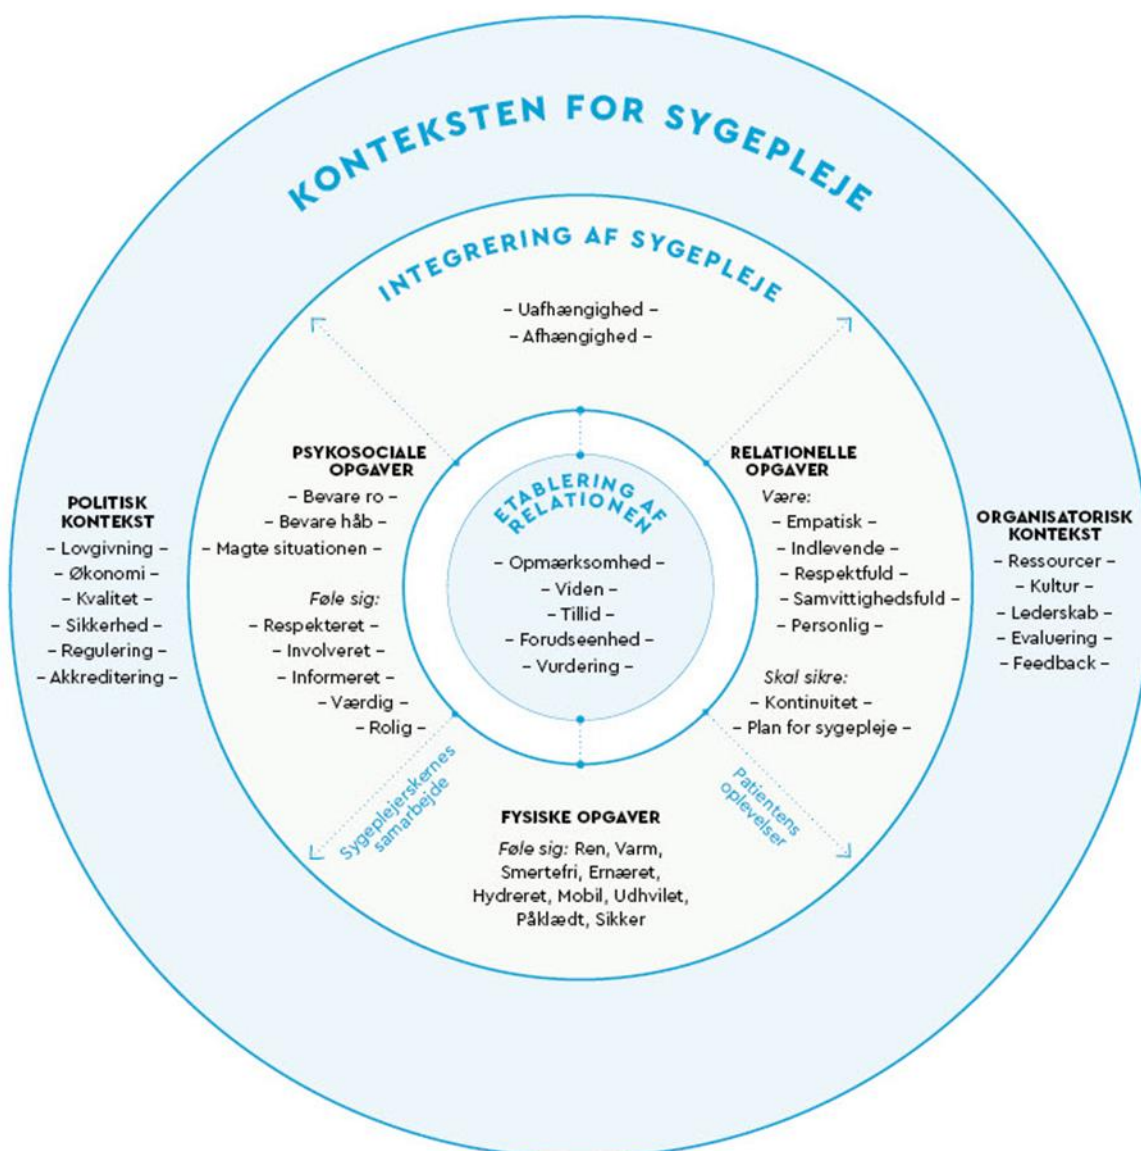 KONTEKSTEN FOR SYGEPLEJE
INTEGRERING AF SYGEPLEJE
– Uafhængighed –
– Afhængighed –
PSYKOSOCIALE
OPGAVER
– Bevare ro –
– Bevare håb –
– Magte situationen –
Føle sig:
– Respekteret –
– Involveret –
– Informeret –
– Værdig –
– Rolig –
POLITISK
KONTEKST
– Lovgivning –
– Økonomi –
– Kvalitet –
– Sikkerhed –
– Regulering –
– Akkreditering –
ETABLERING AF
RELATIONEN
– Opmærksomhed –
– Viden –
– Tillid –
– Forudseenhed –
– Vurdering –
RELATIONELLE
OPGAVER
Være:
– Empatisk –
– Indlevende –
– Respektfuld –
– Samvittighedsfuld –
– Personlig –
Skal sikre:
– Kontinuitet –
– Plan for sygepleje –
ORGANISATORISK
KONTEKST
– Ressourcer –
– Kultur –
– Lederskab –
– Evaluering –
– Feedback –
Sygeplejerskernes
samarbejde
Patientens
oplevelser
FYSISKE OPGAVER
Føle sig: Ren, Varm,
Smertefri, Ernæret,
Hydreret, Mobil, Udhvilet,
Påklædt, Sikker